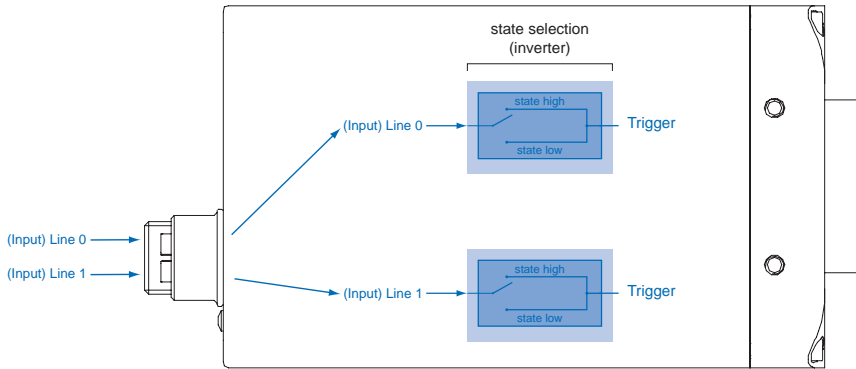 state selection
(inverter)
state high
(Input) Line 0
Trigger
state low
(Input) Line 0
(Input) Line 1
state high
(Input) Line 1
Trigger
state low